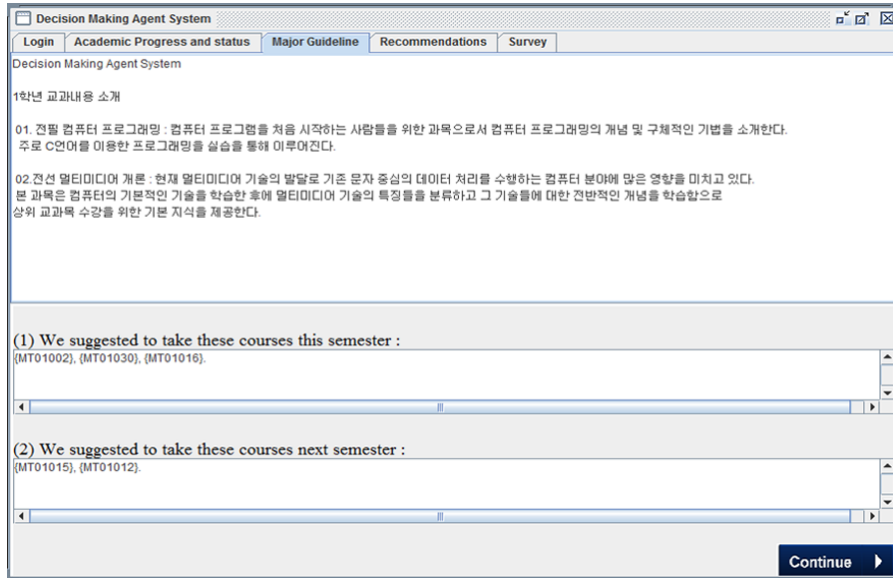 Decision Making Agent System
Login Academic Progress and status Major Guideline Recommendations Survey
Decision Making Agent System
1학년 교과내용 소개
01. 전필 컴퓨터 프로그래밍 : 컴퓨터 프로그램을 처음 시작하는 사람들을 위한 과목으로서 컴퓨터 프로그래밍의 개념 및 구체적인 기법을 소개한다.
주로 C언어를 이용한 프로그래밍을 실습을 통해 이루어진다.
02.전선 멀티미디어 개론 : 현재 멀티미디어 기술의 발달로 기존 문자 중심의 데이터 처리를 수행하는 컴퓨터 분야에 많은 영향을 미치고 있다.
본 과목은 컴퓨터의 기본적인 기술을 학습한 후에 멀티미디어 기술의 특징들을 분류하고 그 기술들에 대한 전반적인 개념을 학습함으로
상위 교과목 수강을 위한 기본 지식을 제공한다.
(1) We suggested to take these courses this semester :
{MT01002}, {MT01030}, {MT01016}.
(2) We suggested to take these courses next semester :
{MT01015}, {MT01012}.
Continue